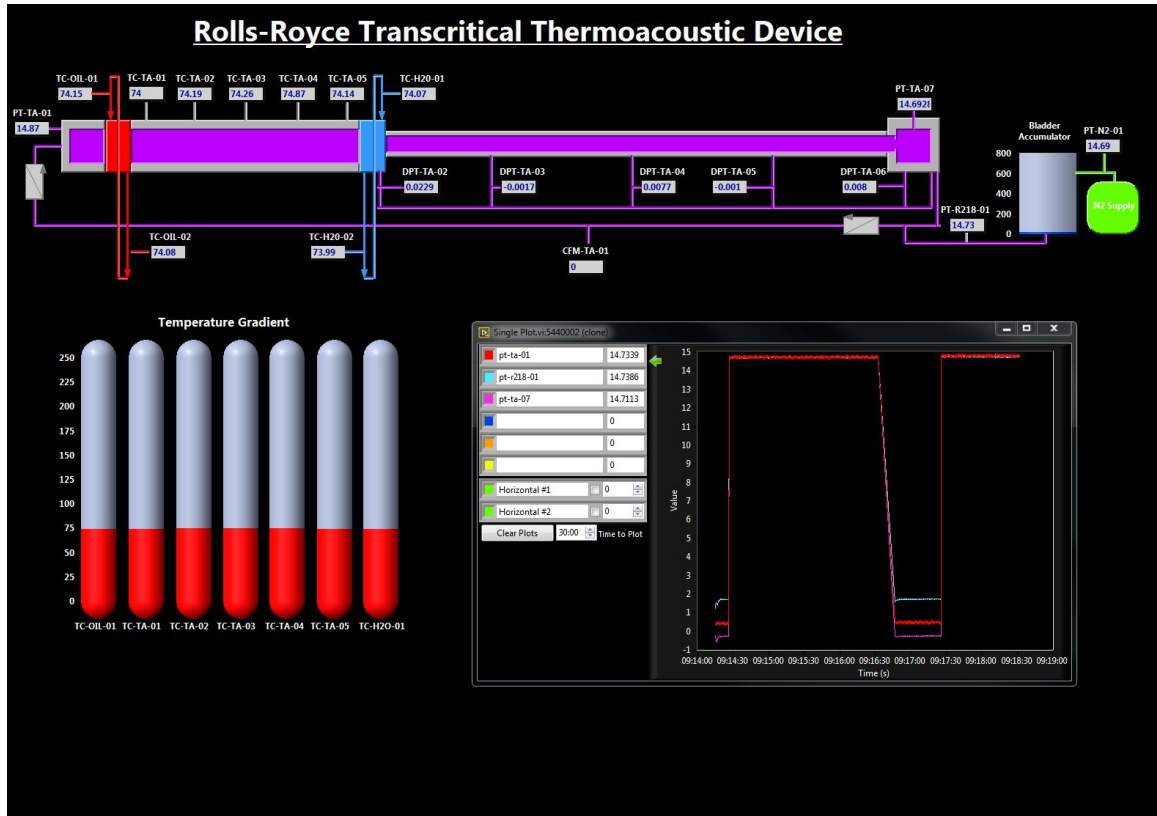 Rolls-Royce Transcritical Thermoacoustic Device
TC-OIL-01 TC-TA-01 TC-TA-02 TC-TA-03 TC-TA-04 TC-TA-05 TC-H20-01
74.15 74 74.19 74.26 74.87 74.14 74.07
PT-TA-07
14.6928
PT-TA-01
14.87
Bladder
Accumulator
PT-N2-01
14.69
800
600
400
200
0
N2 Supply
DPT-TA-02 DPT-TA-03 DPT-TA-04 DPT-TA-05 DPT-TA-06
0.0229 -0.0017 0.0077 -0.001 0.008
PT-R218-01
14.73
TC-OIL-02 TC-H20-02
74.08 73.99
CFM-TA-01
0
Temperature Gradient
250
225
200
175
150
125
100
75
50
25
0
TC-OIL-01 TC-TA-01 TC-TA-02 TC-TA-03 TC-TA-04 TC-TA-05 TC-H2O-01
Single Plot.vi:5440002 (clone)
pt-ta-01 14.7339
pt-r218-01 14.7386
pt-ta-07 14.7113
0
0
0
Horizontal #1 0
Horizontal #2 0
Clear Plots 30:00 Time to Plot
Value
15
14
13
12
11
10
9
8
7
6
5
4
3
2
1
0
-1
09:14:00 09:14:30 09:15:00 09:15:30 09:16:00 09:16:30 09:17:00 09:17:30 09:18:00 09:18:30 09:19:00
Time (s)